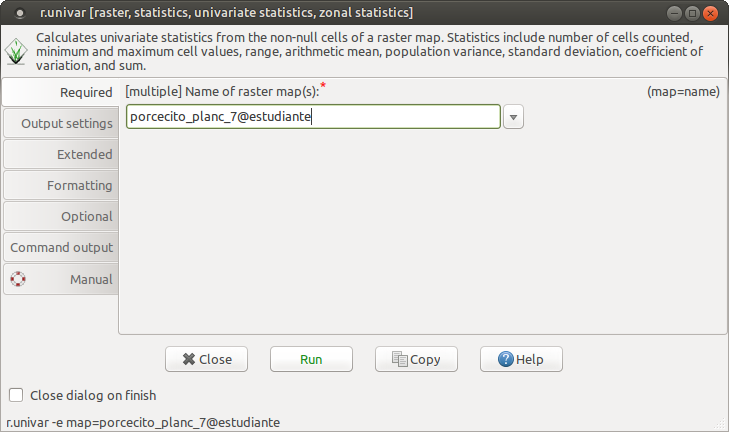 r.univar [raster, statistics, univariate statistics, zonal statistics]
Calculates univariate statistics from the non-null cells of a raster map. Statistics include number of cells counted,
minimum and maximum cell values, range, arithmetic mean, population variance, standard deviation, coefficient of
variation, and sum.
Required
[multiple] Name of raster map(s):* (map=name)
porcecito_planc_7@estudiante
Output settings
Extended
Formatting
Optional
Command output
Manual
Close Run Copy Help
Close dialog on finish
r.univar -e map=porcecito_planc_7@estudiante